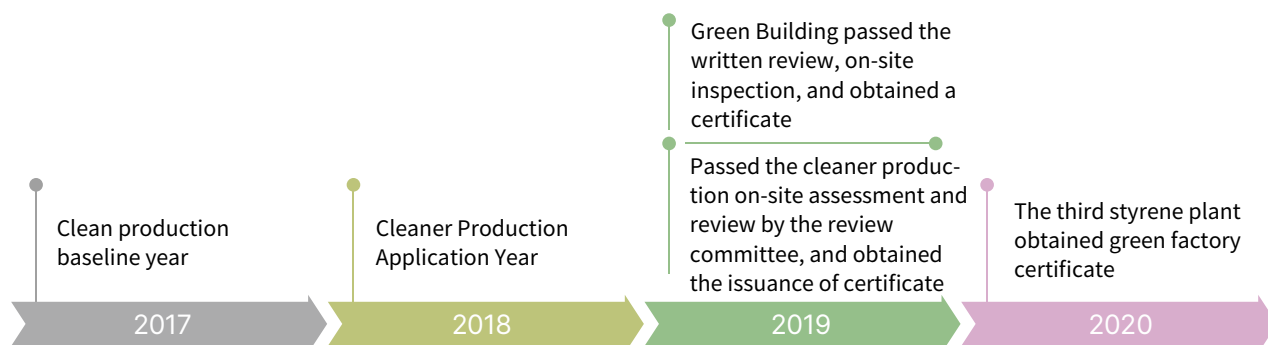 Clean production
baseline year
2017
Cleaner Production
Application Year
2018
Green Building passed the
written review, on-site
inspection, and obtained a
certificate
Passed the cleaner produc-
tion on-site assessment and
review by the review
committee, and obtained
the issuance of certificate
2019
The third styrene plant
obtained green factory
certificate
2020